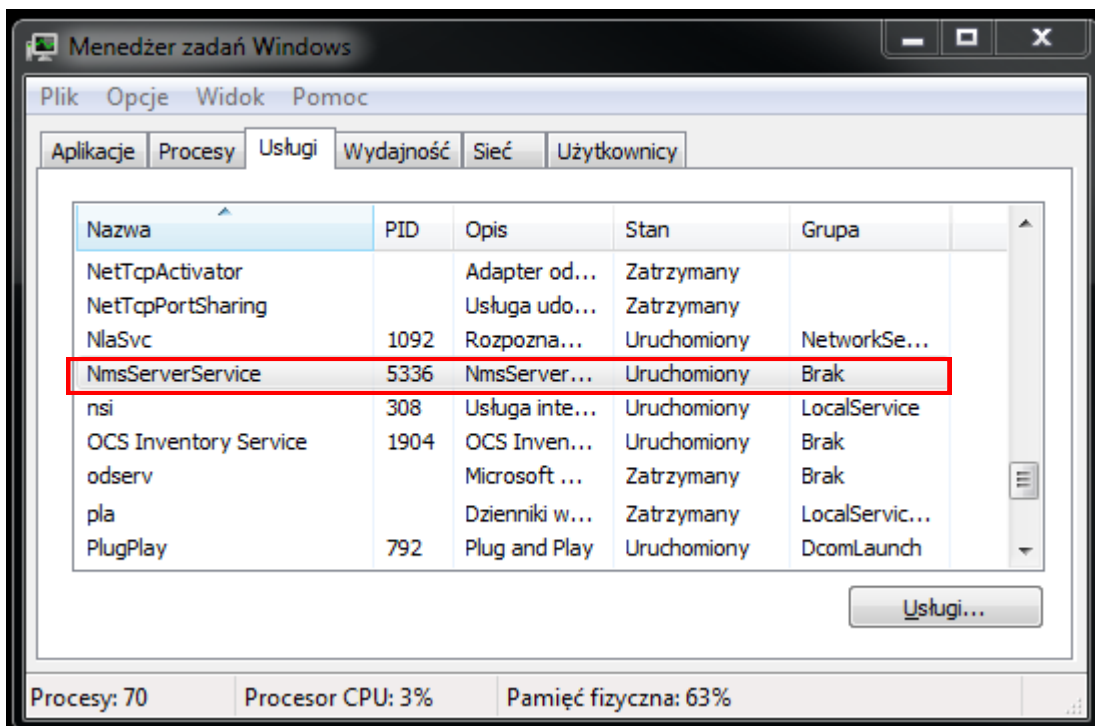 Menedżer zadań Windows
Plik Opcje Widok Pomoc
Aplikacje Procesy Usługi Wydajność Sieć Użytkownicy
Nazwa PID Opis Stan Grupa
NetTcpActivator Adapter od... Zatrzymany
NetTcpPortSharing Usługa udo... Zatrzymany
NlaSvc 1092 Rozpozna... Uruchomiony NetworkSe...
NmsServerService 5336 NmsServer... Uruchomiony Brak
nsi 308 Usługa inte... Uruchomiony LocalService
OCS Inventory Service 1904 OCS Inven... Uruchomiony Brak
odserv Microsoft ... Zatrzymany Brak
pla Dzienniki w... Zatrzymany LocalServic...
PlugPlay 792 Plug and Play Uruchomiony DcomLaunch
Usługi...
Procesy: 70 Procesor CPU: 3% Pamięć fizyczna: 63%